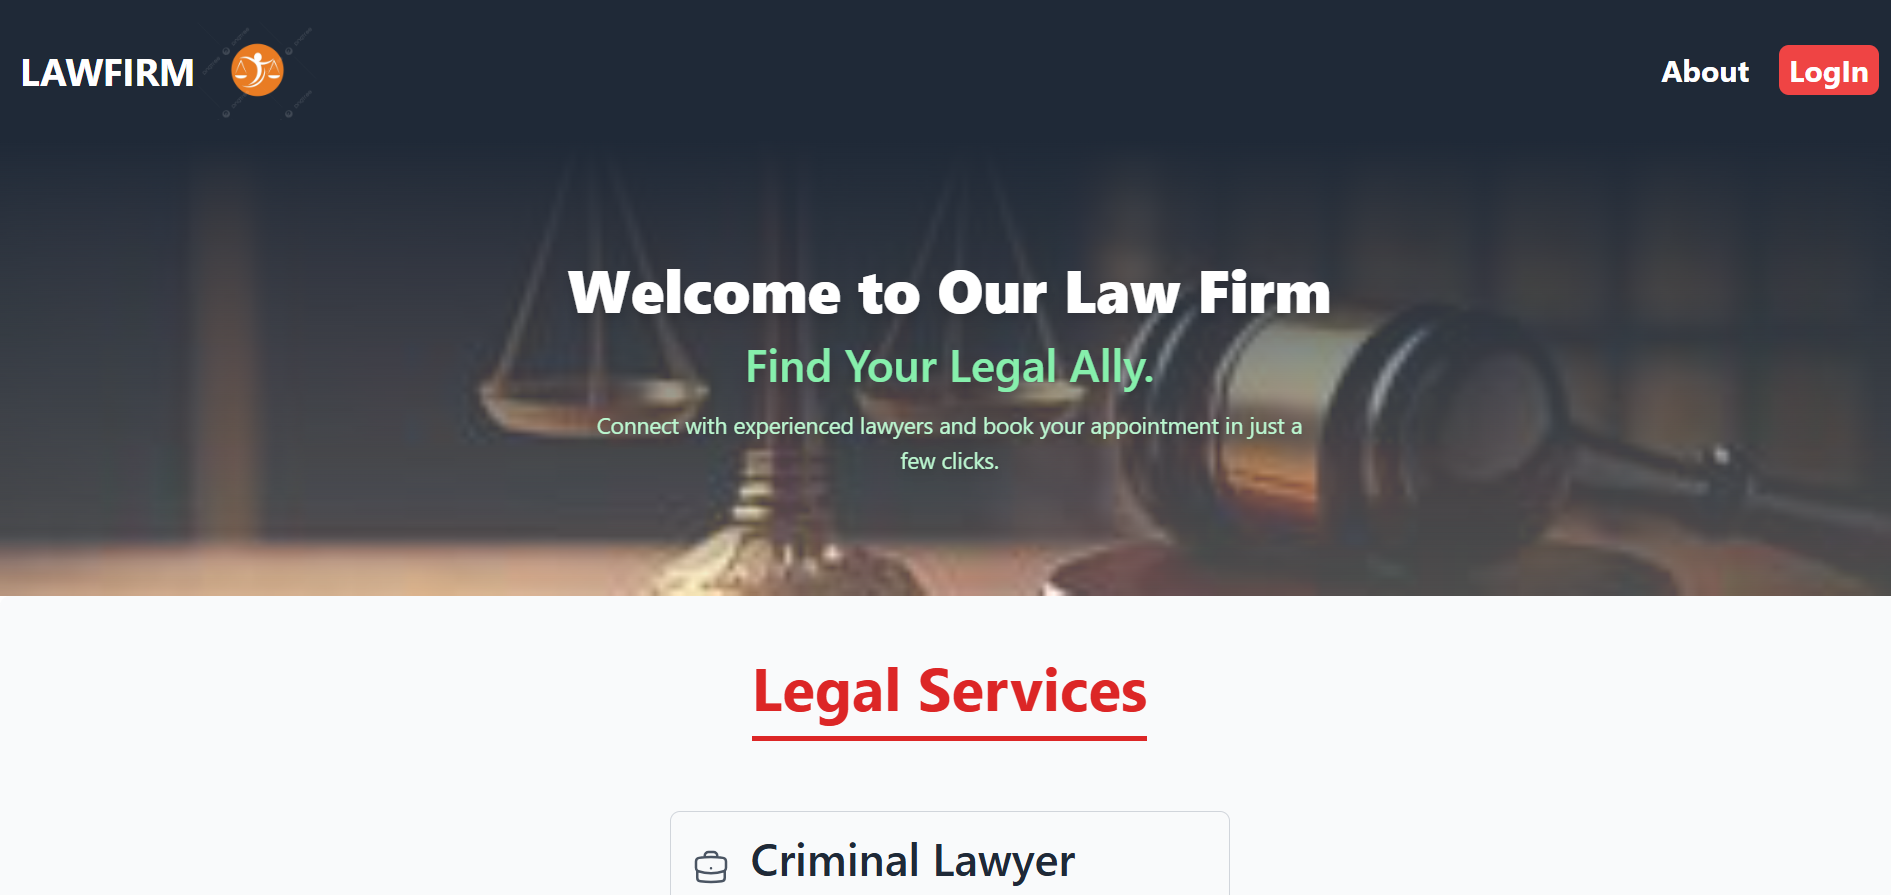 LAWFIRM
About
LogIn
Welcome to Our Law Firm
Find Your Legal Ally.
Connect with experienced lawyers and book your appointment in just a
few clicks.
Legal Services
Criminal Lawyer